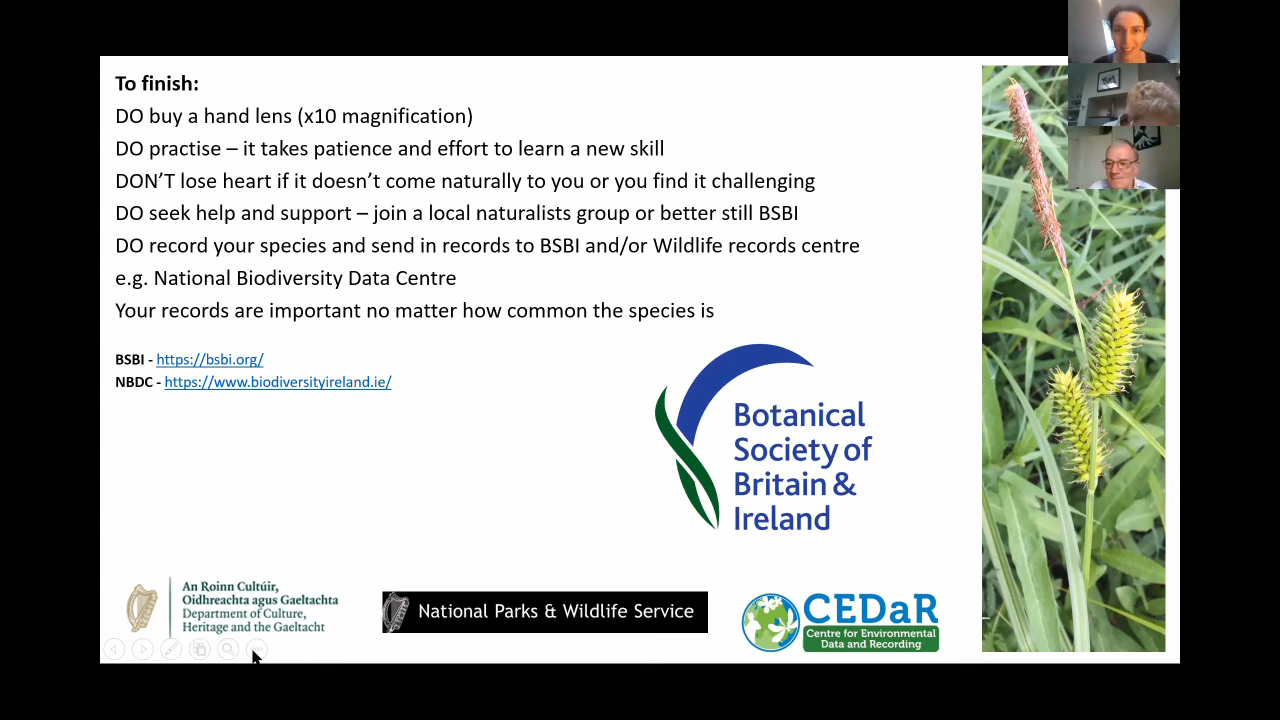 To finish:
DO buy a hand lens (x10 magnification)
DO practise – it takes patience and effort to learn a new skill
DON'T lose heart if it doesn't come naturally to you or you find it challenging
DO seek help and support – join a local naturalists group or better still BSBI
DO record your species and send in records to BSBI and/or Wildlife records centre
e.g. National Biodiversity Data Centre
Your records are important no matter how common the species is
BSBI - https://bsbi.org/
NBDC - https://www.biodiversityireland.ie/
Botanical
Society of
Britain &
Ireland
An Roinn Cultúir,
Oidhreachta agus Gaeltachta
Department of Culture,
Heritage and the Gaeltacht
National Parks & Wildlife Service
CEDaR
Centre for Environmental
Data and Recording